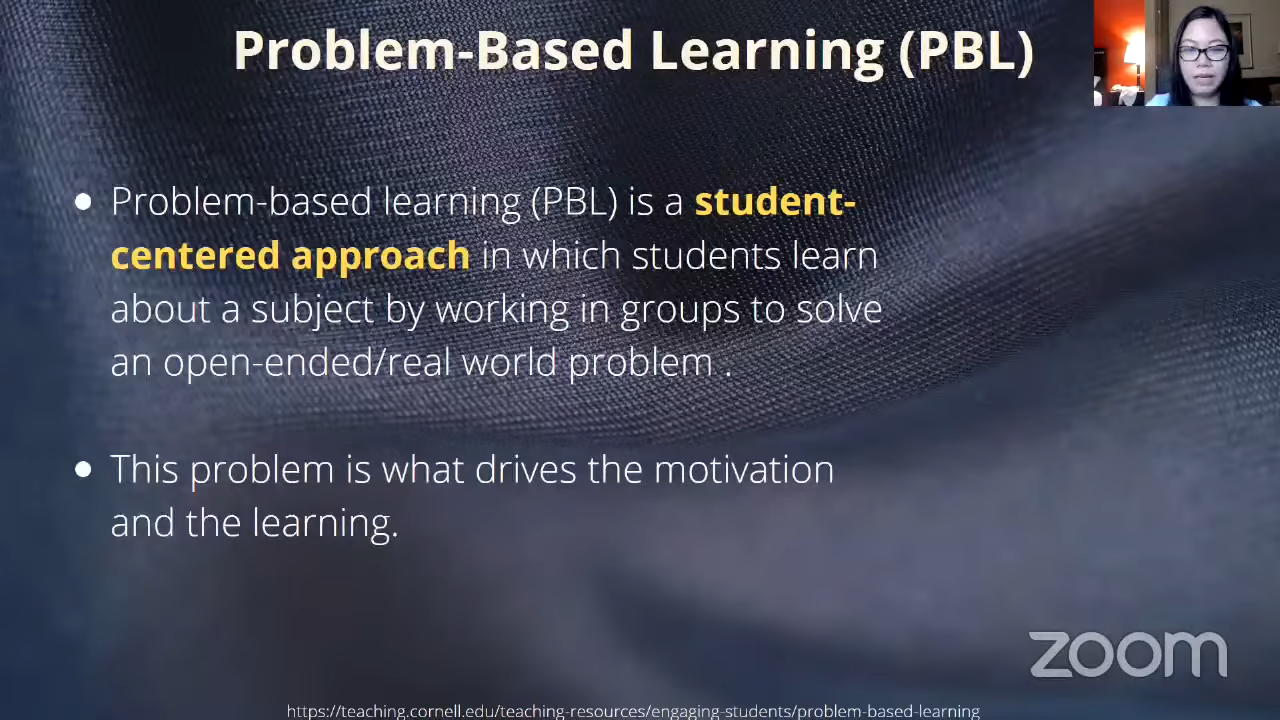 Problem-Based Learning (PBL)
Problem-based learning (PBL) is a student-
centered approach in which students learn
about a subject by working in groups to solve
an open-ended/real world problem .
This problem is what drives the motivation
and the learning.
zoom
https://teaching.cornell.edu/teaching-resources/engaging-students/problem-based-learning